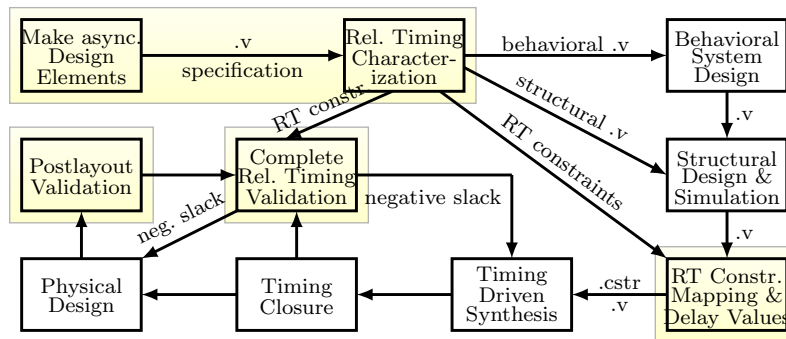 Make async.
Design
Elements
.v
specification
Rel. Timing
Character-
ization
behavioral .v
Behavioral
System
Design
RT constr.
structural .v
RT constraints
.v
Postlayout
Validation
Complete
Rel. Timing
Validation
negative slack
neg. slack
Structural
Design &
Simulation
.v
Physical
Design
Timing
Closure
Timing
Driven
Synthesis
.cstr
.v
RT Constr.
Mapping &
Delay Values